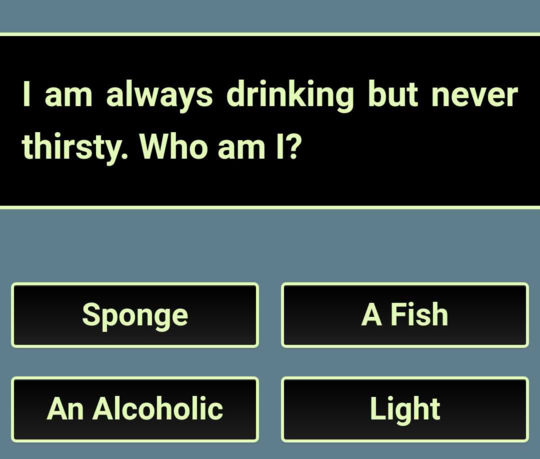 I am always drinking but never
thirsty. Who am I?
Sponge
A Fish
An Alcoholic
Light